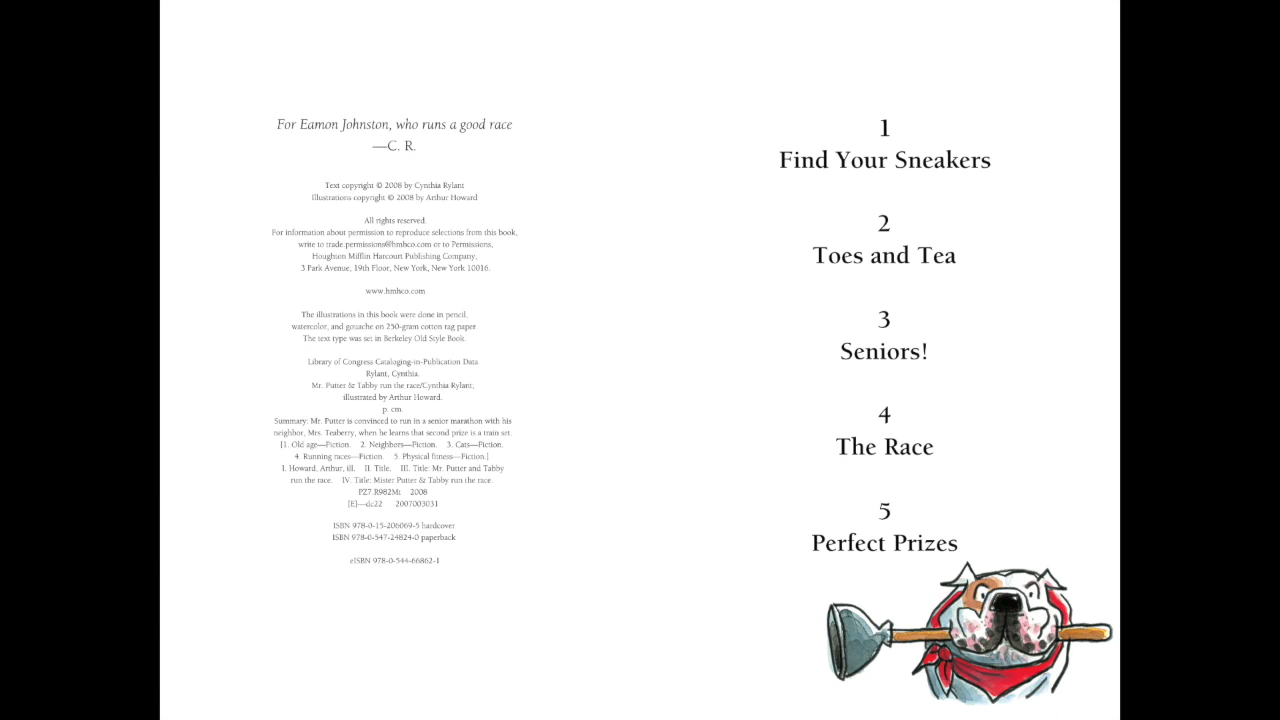 For Eamon Johnston, who runs a good race
—C. R.
Text copyright © 2008 by Cynthia Rylant
Illustrations copyright © 2008 by Arthur Howard
All rights reserved.
For information about permission to reproduce selections from this book,
write to trade.permissions@hmhco.com or to Permissions,
Houghton Mifflin Harcourt Publishing Company,
3 Park Avenue, 19th Floor, New York, New York 10016.
www.hmhco.com
The illustrations in this book were done in pencil,
watercolor, and gouache on 250-gram cotton rag paper.
The text type was set in Berkeley Old Style Book.
Library of Congress Cataloging-in-Publication Data
Rylant, Cynthia.
Mr. Putter & Tabby run the race/Cynthia Rylant;
illustrated by Arthur Howard.
p. cm.
Summary: Mr. Putter is convinced to run in a senior marathon with his
neighbor, Mrs. Teaberry, when he learns that second prize is a train set.
[1. Old age—Fiction. 2. Neighbors—Fiction. 3. Cats—Fiction.
4. Running races—Fiction. 5. Physical fitness—Fiction.]
I. Howard, Arthur, ill. II. Title. III. Title: Mr. Putter and Tabby
run the race. IV. Title: Mister Putter & Tabby run the race.
PZ7.R982Mt 2008
[E]—dc22 2007003031
ISBN 978-0-15-206069-5 hardcover
ISBN 978-0-547-24824-0 paperback
eISBN 978-0-544-66862-1
1
Find Your Sneakers
2
Toes and Tea
3
Seniors!
4
The Race
5
Perfect Prizes